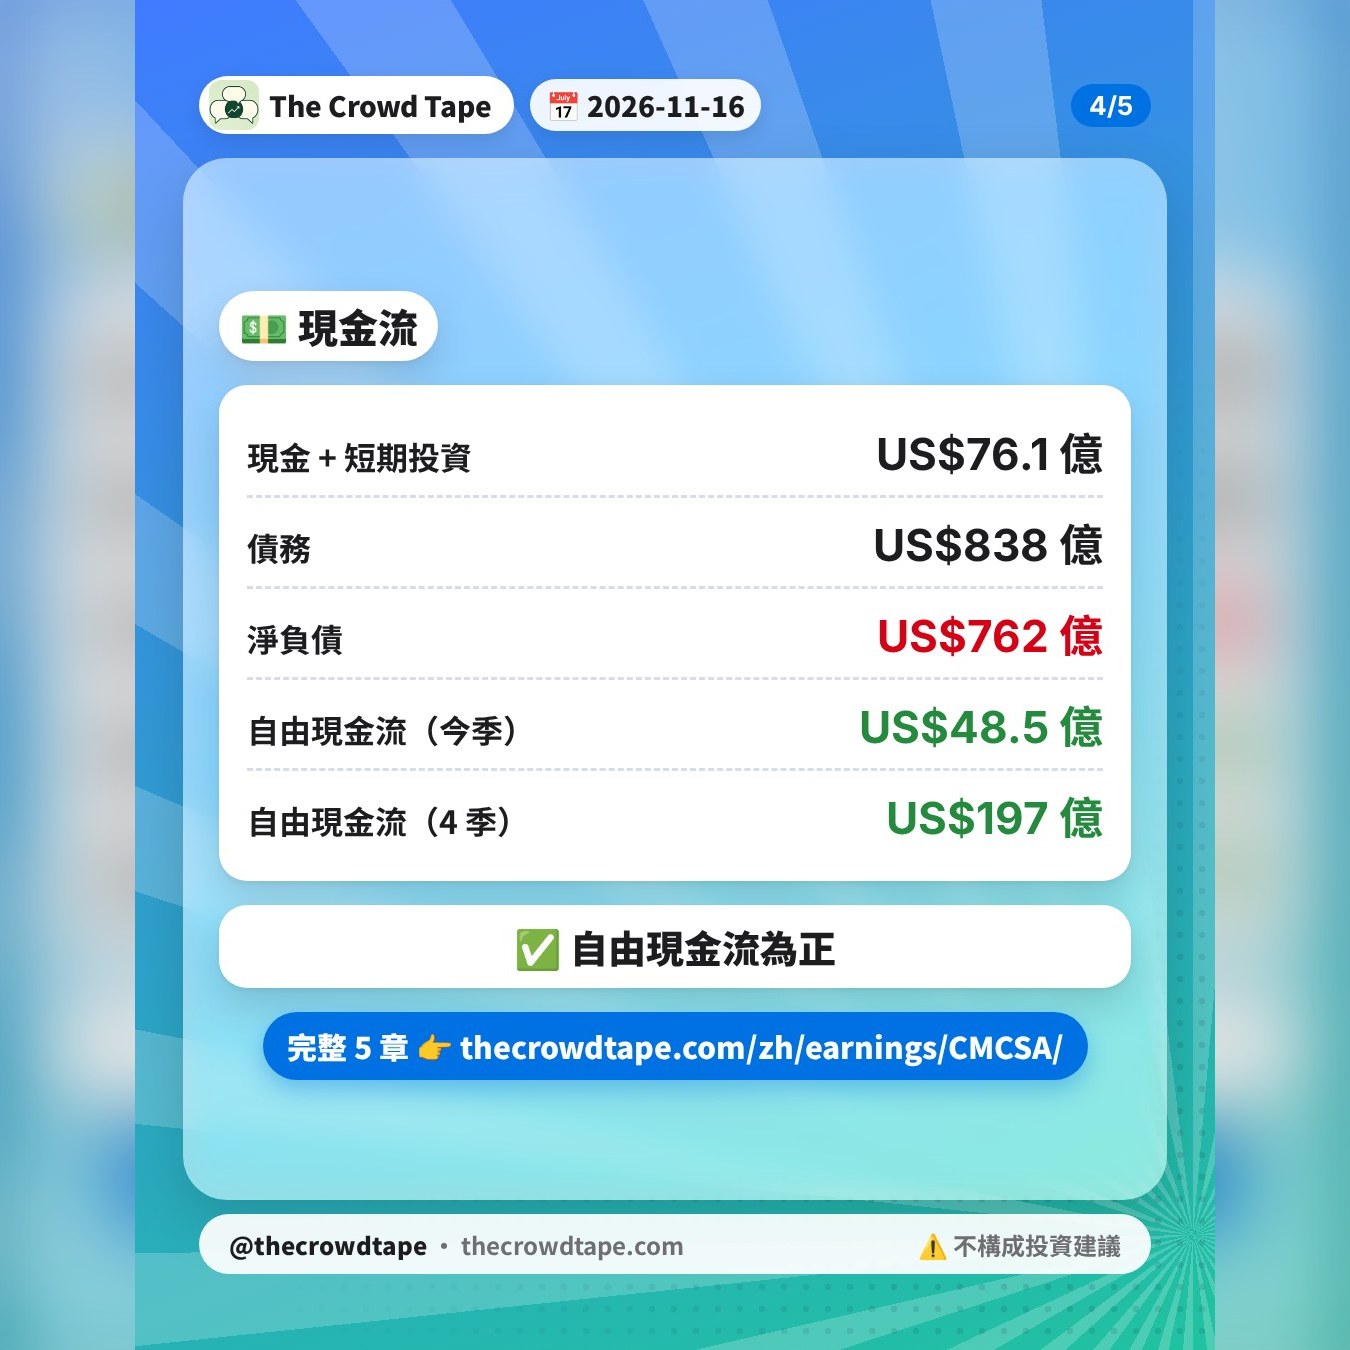 The Crowd Tape
2026-11-16
4/5
現金流
現金 + 短期投資 US$76.1 億
債務 US$838 億
淨負債 US$762 億
自由現金流（今季） US$48.5 億
自由現金流（4 季） US$197 億
✅ 自由現金流為正
完整 5 章 👉 thecrowdtape.com/zh/earnings/CMCSA/
@thecrowdtape • thecrowdtape.com
⚠️ 不構成投資建議